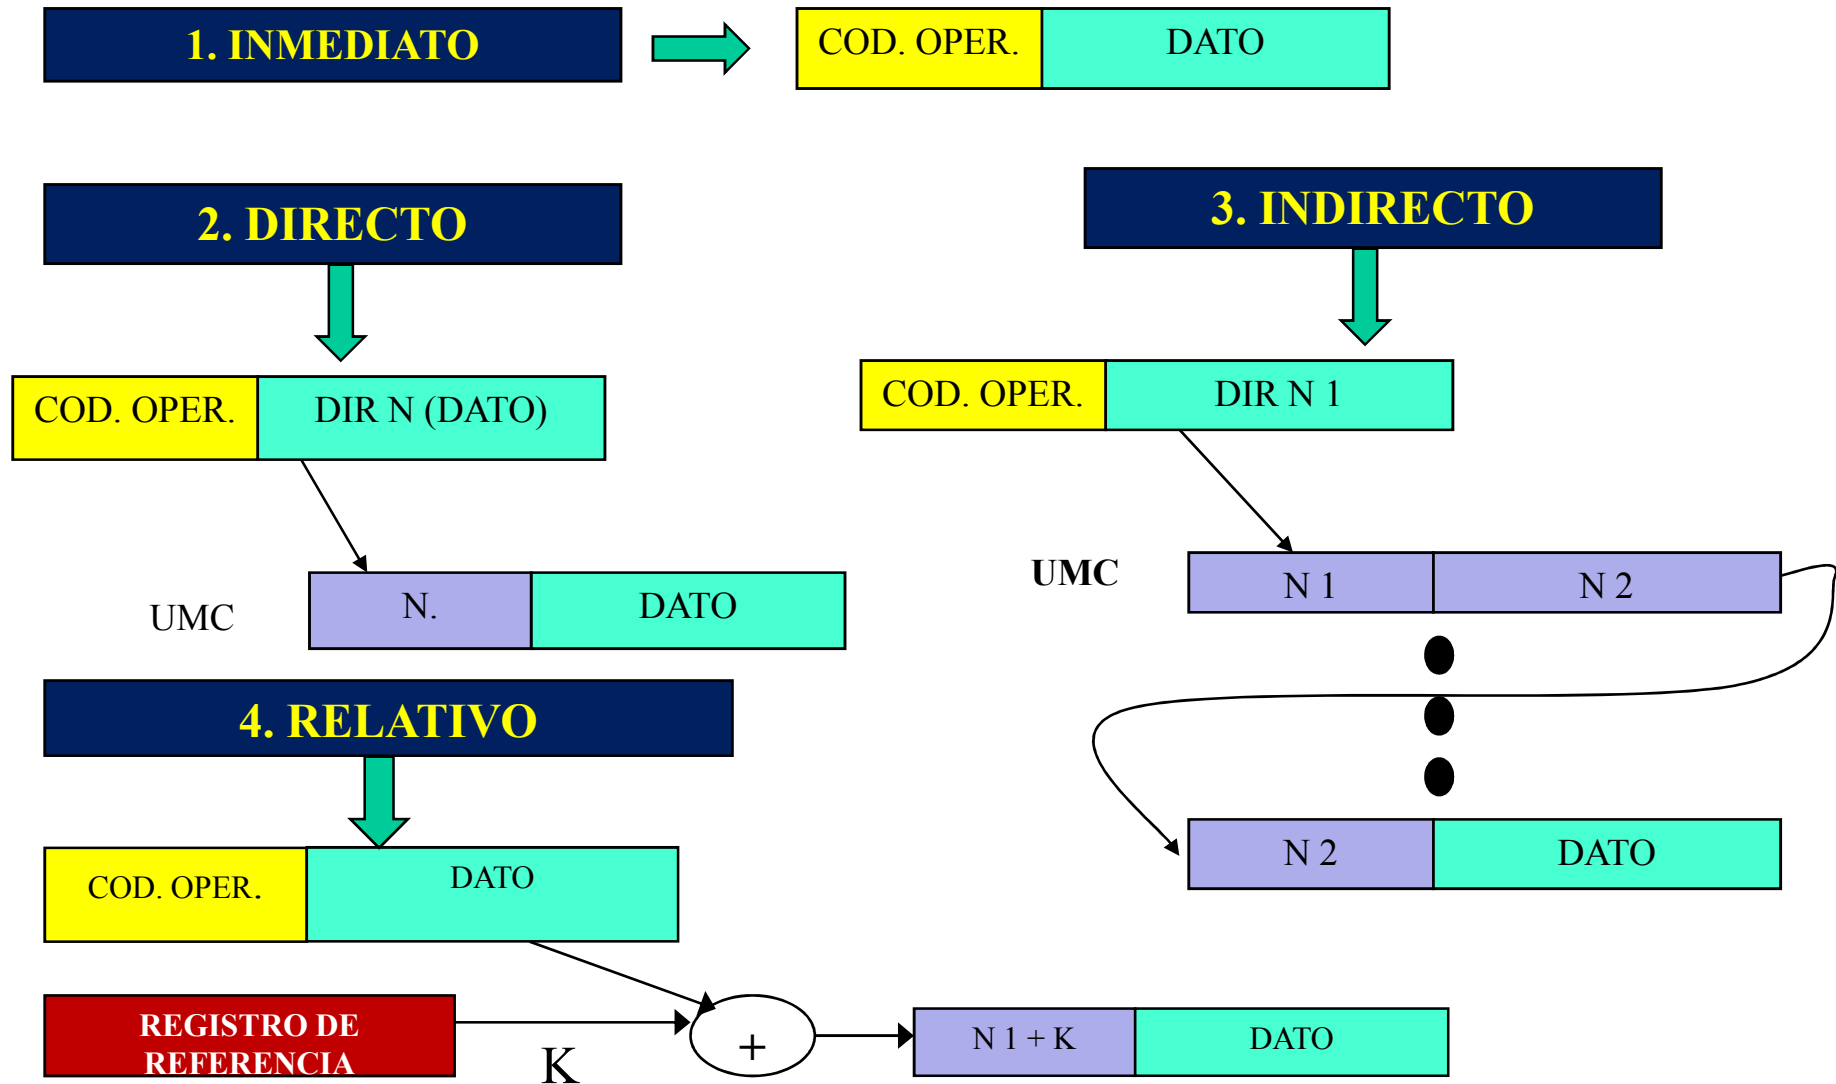 1. INMEDIATO
COD. OPER.
DATO
2. DIRECTO
COD. OPER.
DIR N (DATO)
UMC
N.
DATO
3. INDIRECTO
COD. OPER.
DIR N 1
UMC
N 1
N 2
N 2
DATO
4. RELATIVO
COD. OPER.
DATO
REGISTRO DE
REFERENCIA
K
+
N 1 + K
DATO